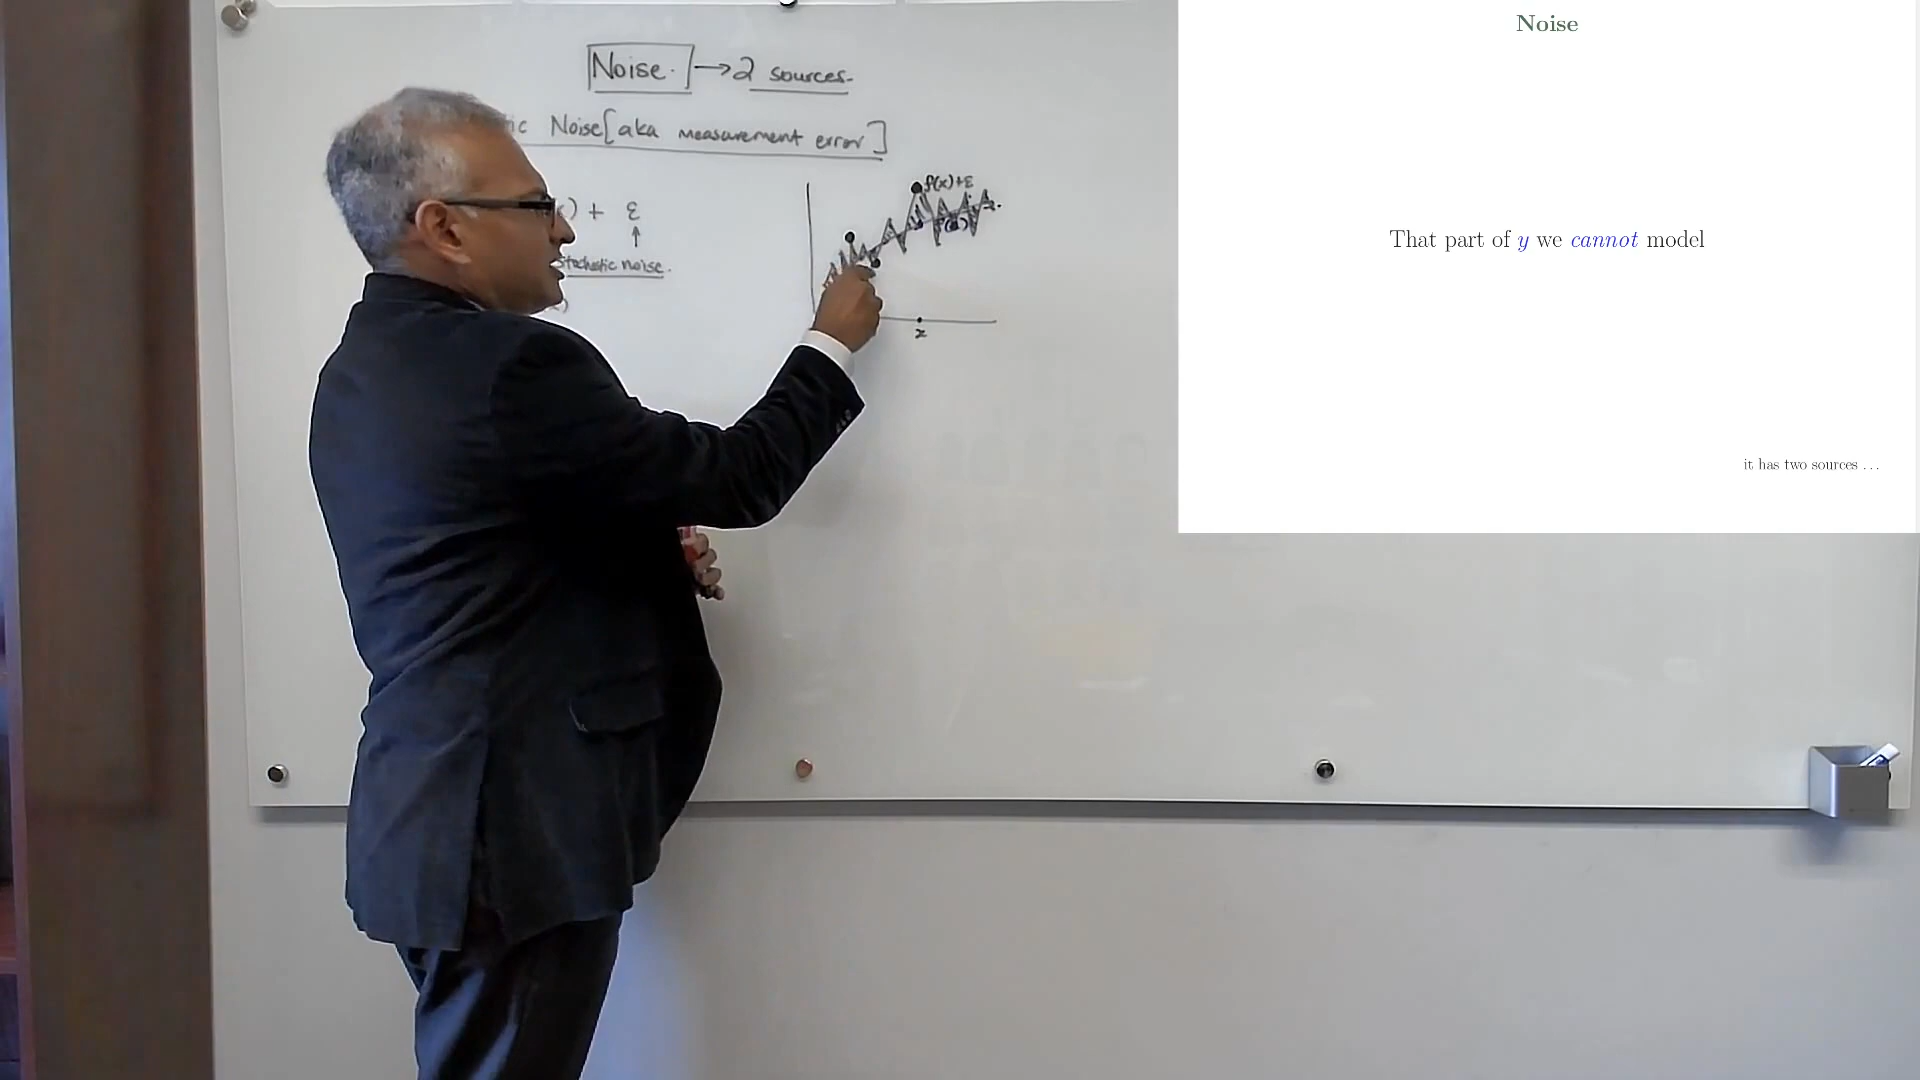 Noise. → 2 sources.
Noise [aka measurement error]
f(x)+ε
) + ε
↑
Stochastic noise.
x
Noise
That part of y we cannot model
it has two sources . . .